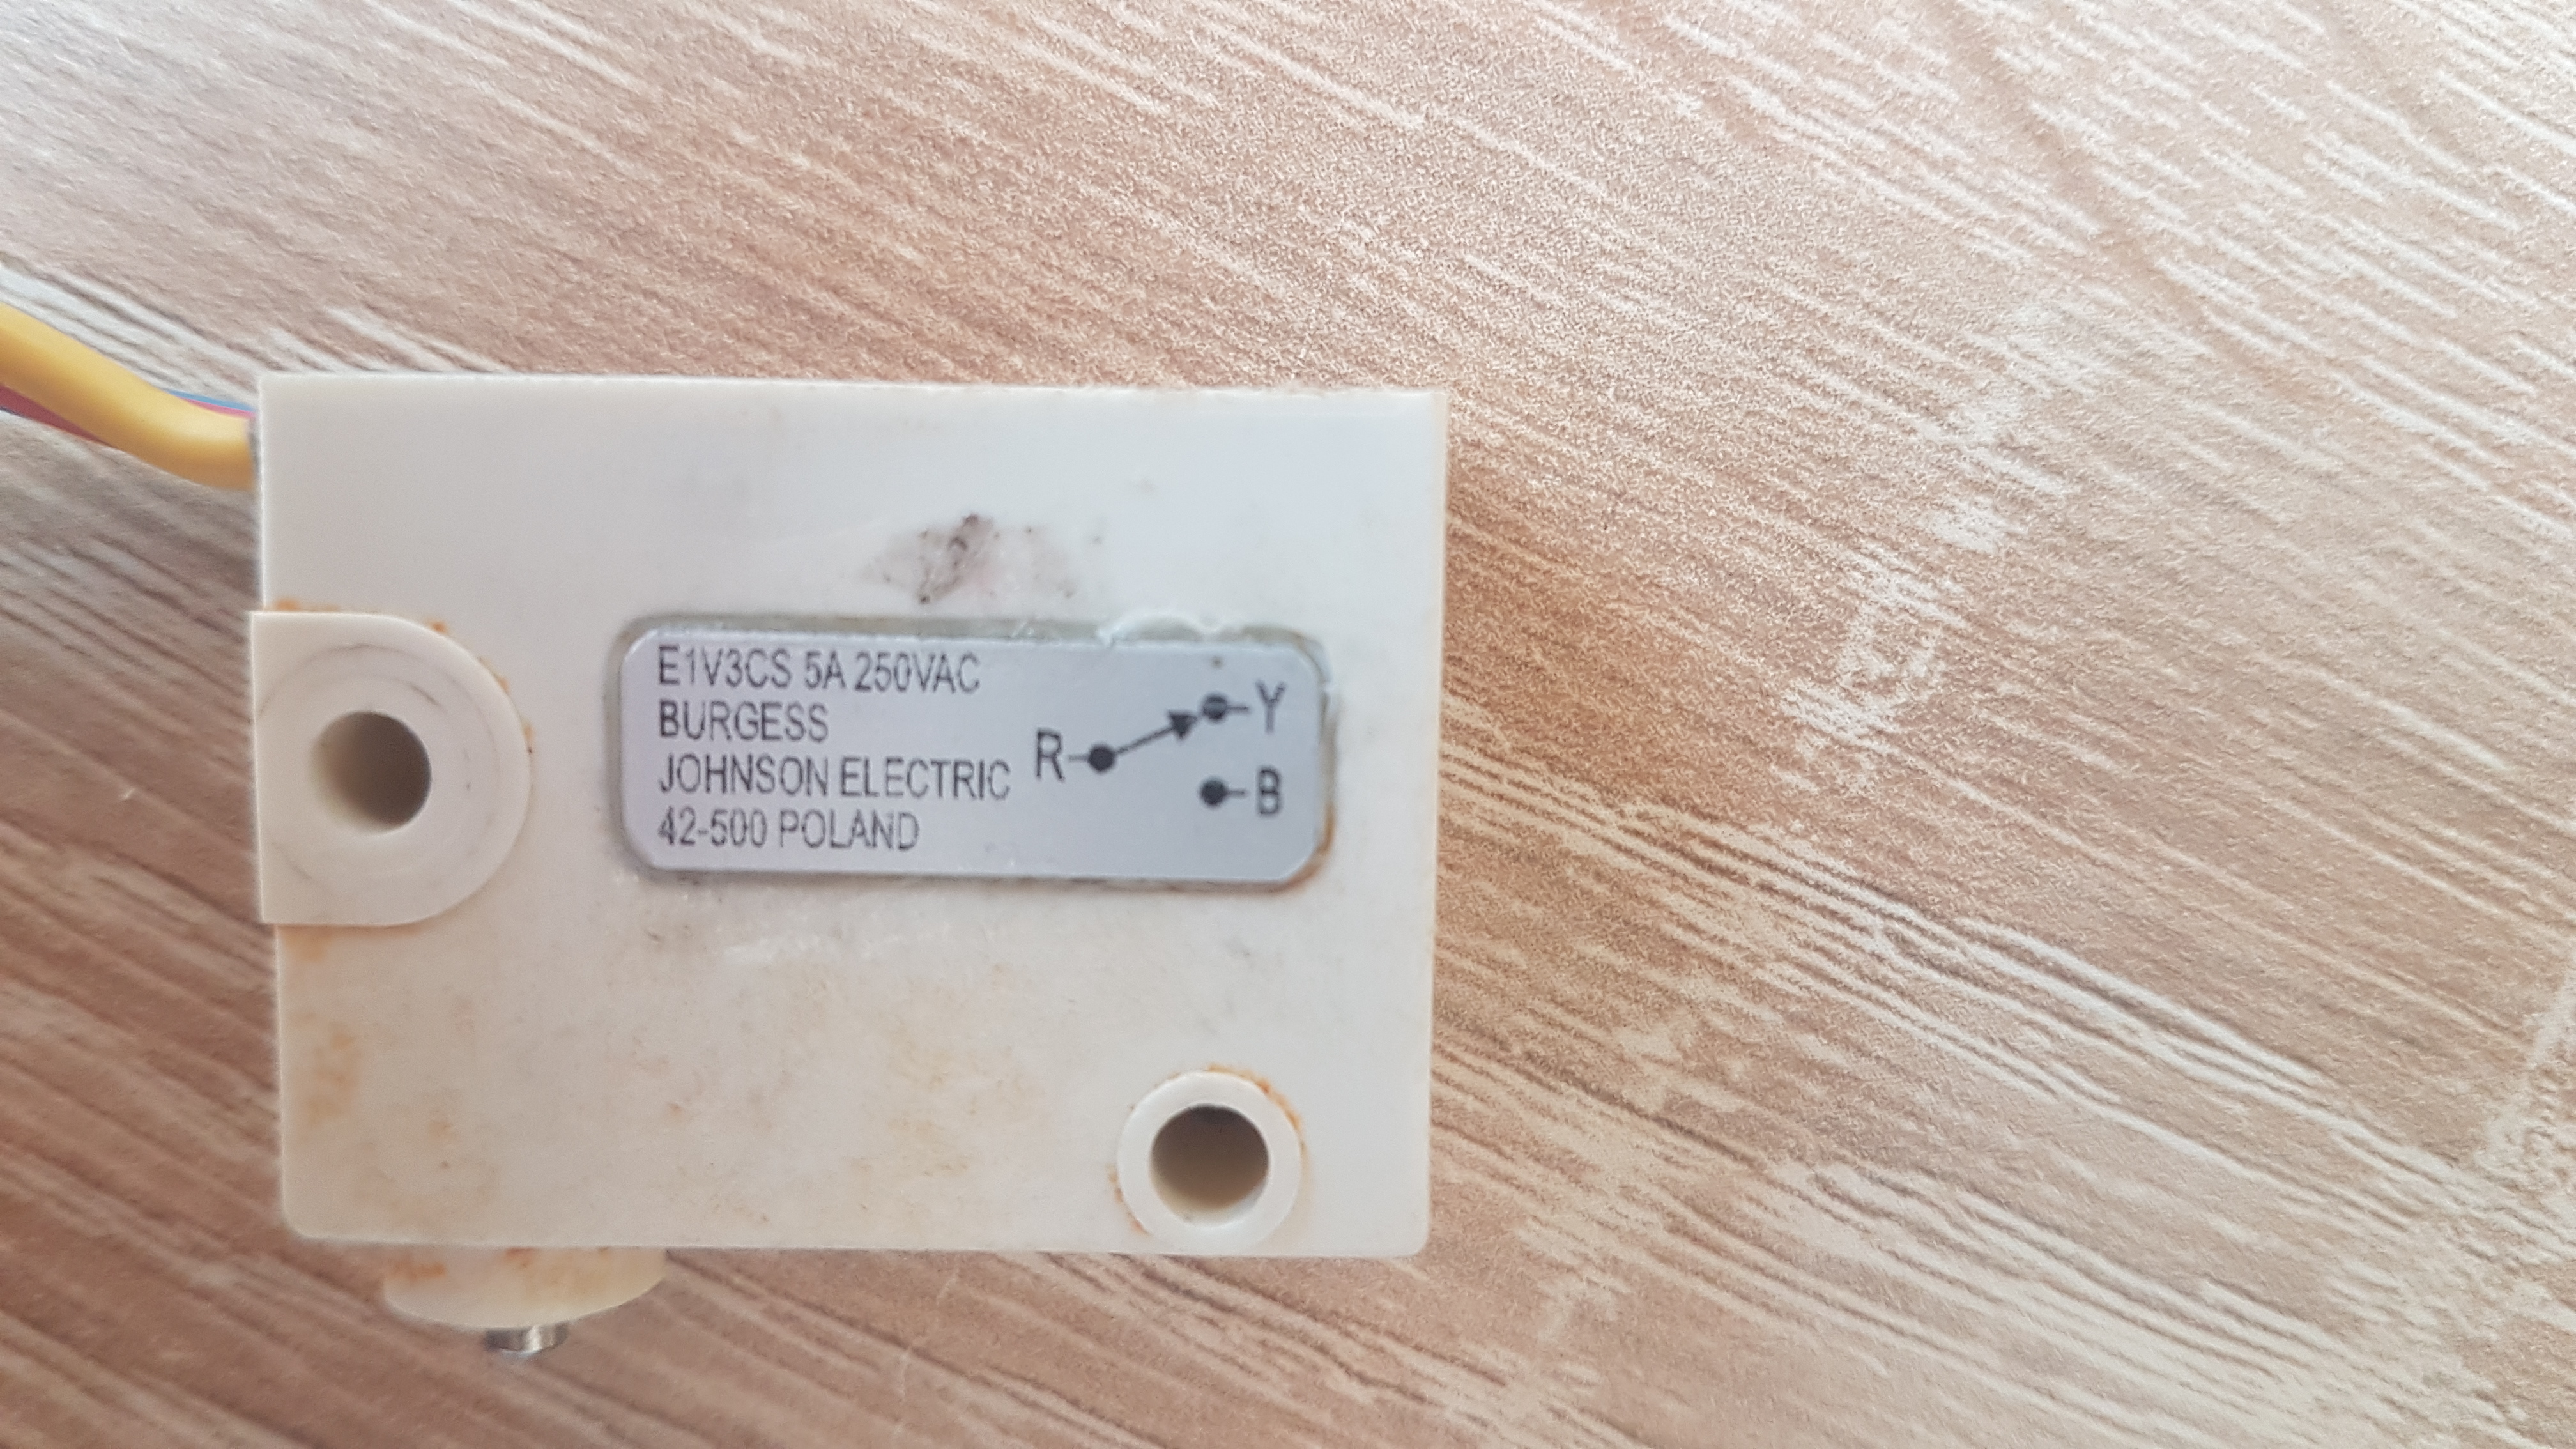 E1V3CS 5A 250VAC
BURGESS
JOHNSON ELECTRIC
42-500 POLAND
R
Y
B